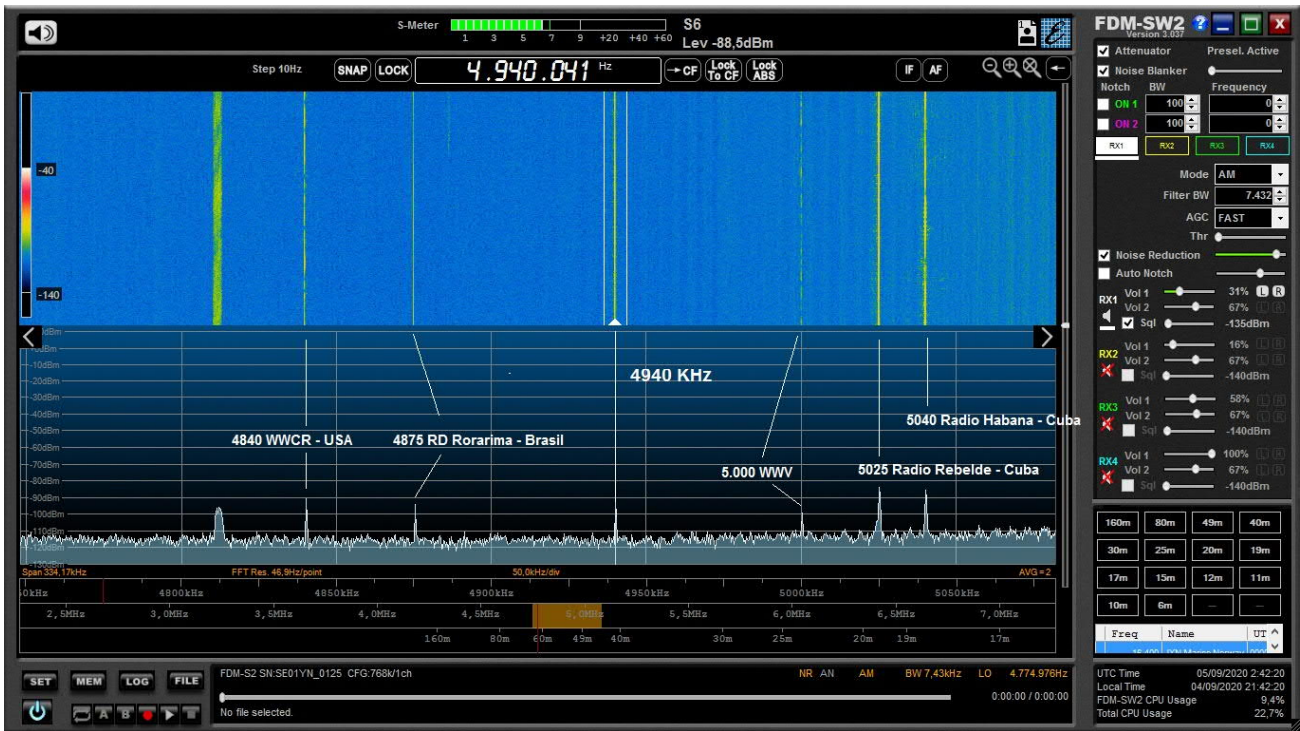 S-Meter 1 3 5 7 9 +20 +40 +60 S6
Lev -88,5dBm
FDM-SW2
Version 3.037
Step 10Hz SNAP LOCK 4.940.041 Hz →CF Lock To CF Lock ABS IF AF
Attenuator Presel. Active
Noise Blanker
Notch BW Frequency
ON 1 100 0
ON 2 100 0
RX1 RX2 RX3 RX4
Mode AM
Filter BW 7.432
AGC FAST
Thr
Noise Reduction
Auto Notch
RX1 Vol 1 31% L R
Vol 2 67% L R
Sql -135dBm
RX2 Vol 1 16% L R
Vol 2 67% L R
Sql -140dBm
RX3 Vol 1 58% L R
Vol 2 67% L R
Sql -140dBm
RX4 Vol 1 100% L R
Vol 2 67% L R
Sql -140dBm
160m 80m 49m 40m
30m 25m 20m 19m
17m 15m 12m 11m
10m 6m -- --
Freq Name UT
-40
-140
-10dBm
-20dBm
-30dBm
-40dBm
-50dBm
-60dBm
-70dBm
-80dBm
-90dBm
-100dBm
-110dBm
-120dBm
-130dBm
4940 KHz
4840 WWCR - USA
4875 RD Rorarima - Brasil
5.000 WWV
5040 Radio Habana - Cuba
5025 Radio Rebelde - Cuba
Span 334,17kHz FFT Res. 46,9Hz/point 50,0kHz/div AVG=2
4800kHz 4850kHz 4900kHz 4950kHz 5000kHz 5050kHz
2,5MHz 3,0MHz 3,5MHz 4,0MHz 4,5MHz 5,0MHz 5,5MHz 6,0MHz 6,5MHz 7,0MHz
160m 80m 60m 49m 40m 30m 25m 20m 19m 17m
SET MEM LOG FILE
A B
FDM-S2 SN:SE01YN_0125 CFG:768k/1ch NR AN AM BW 7,43kHz LO 4.774.976Hz
0:00:00 / 0:00:00
No file selected.
UTC Time 05/09/2020 2:42:20
Local Time 04/09/2020 21:42:20
FDM-SW2 CPU Usage 9,4%
Total CPU Usage 22,7%